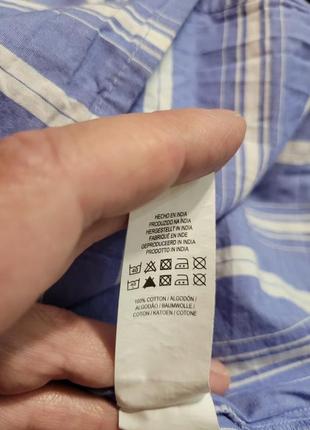 HECHO EN INDIA
PRODUZIDO NA INDIA
HERGESTELLT IN INDIA
FABRIQUÉ EN INDE
GEPRODUCEERD IN INDIA
PRODOTTO IN INDIA
100% COTTON / ALGODÓN /
ALGODÃO / BAUMWOLLE /
COTON / KATOEN / COTONE